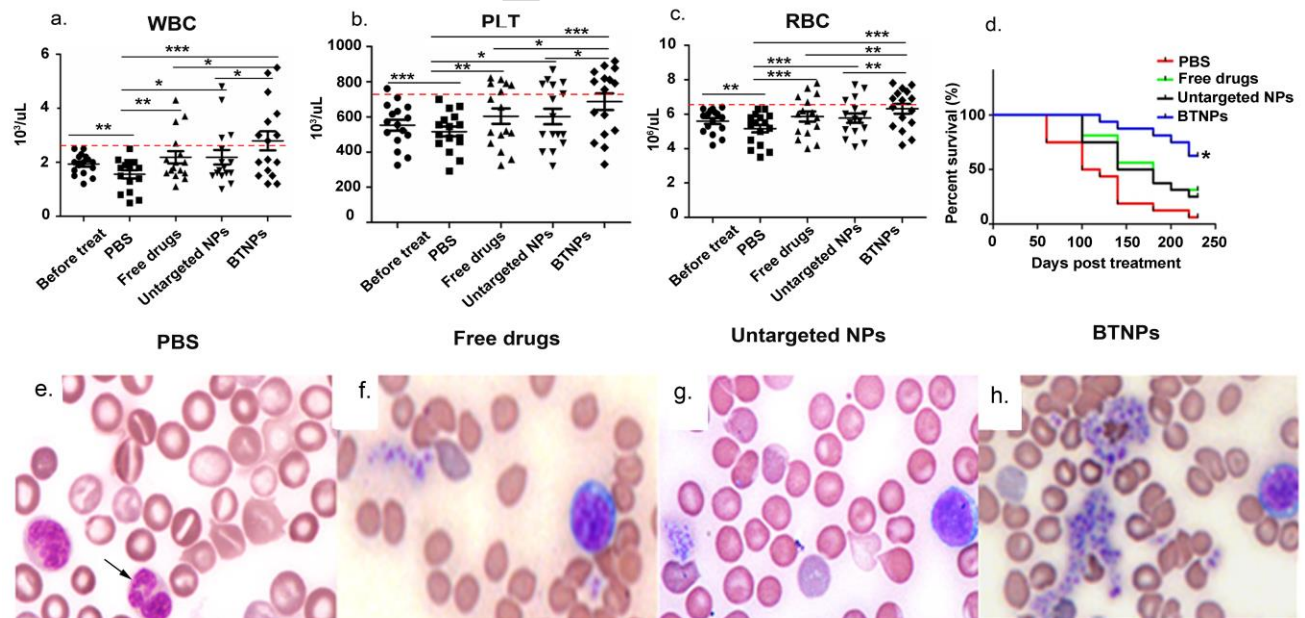 a.
WBC
***
*
*
*
**
**
6
4
2
0
10³/uL
Before treat
PBS
Free drugs
Untargeted NPs
BTNPs
b.
PLT
***
*
*
*
**
***
1000
800
600
400
200
0
10³/uL
Before treat
PBS
Free drugs
Untargeted NPs
BTNPs
c.
RBC
***
**
***
**
***
**
10
8
6
4
2
0
10⁶/uL
Before treat
PBS
Free drugs
Untargeted NPs
BTNPs
d.
PBS
Free drugs
Untargeted NPs
BTNPs
Percent survival (%)
100
50
0
*
0 50 100 150 200 250
Days post treatment
PBS
Free drugs
Untargeted NPs
BTNPs
e.
f.
g.
h.